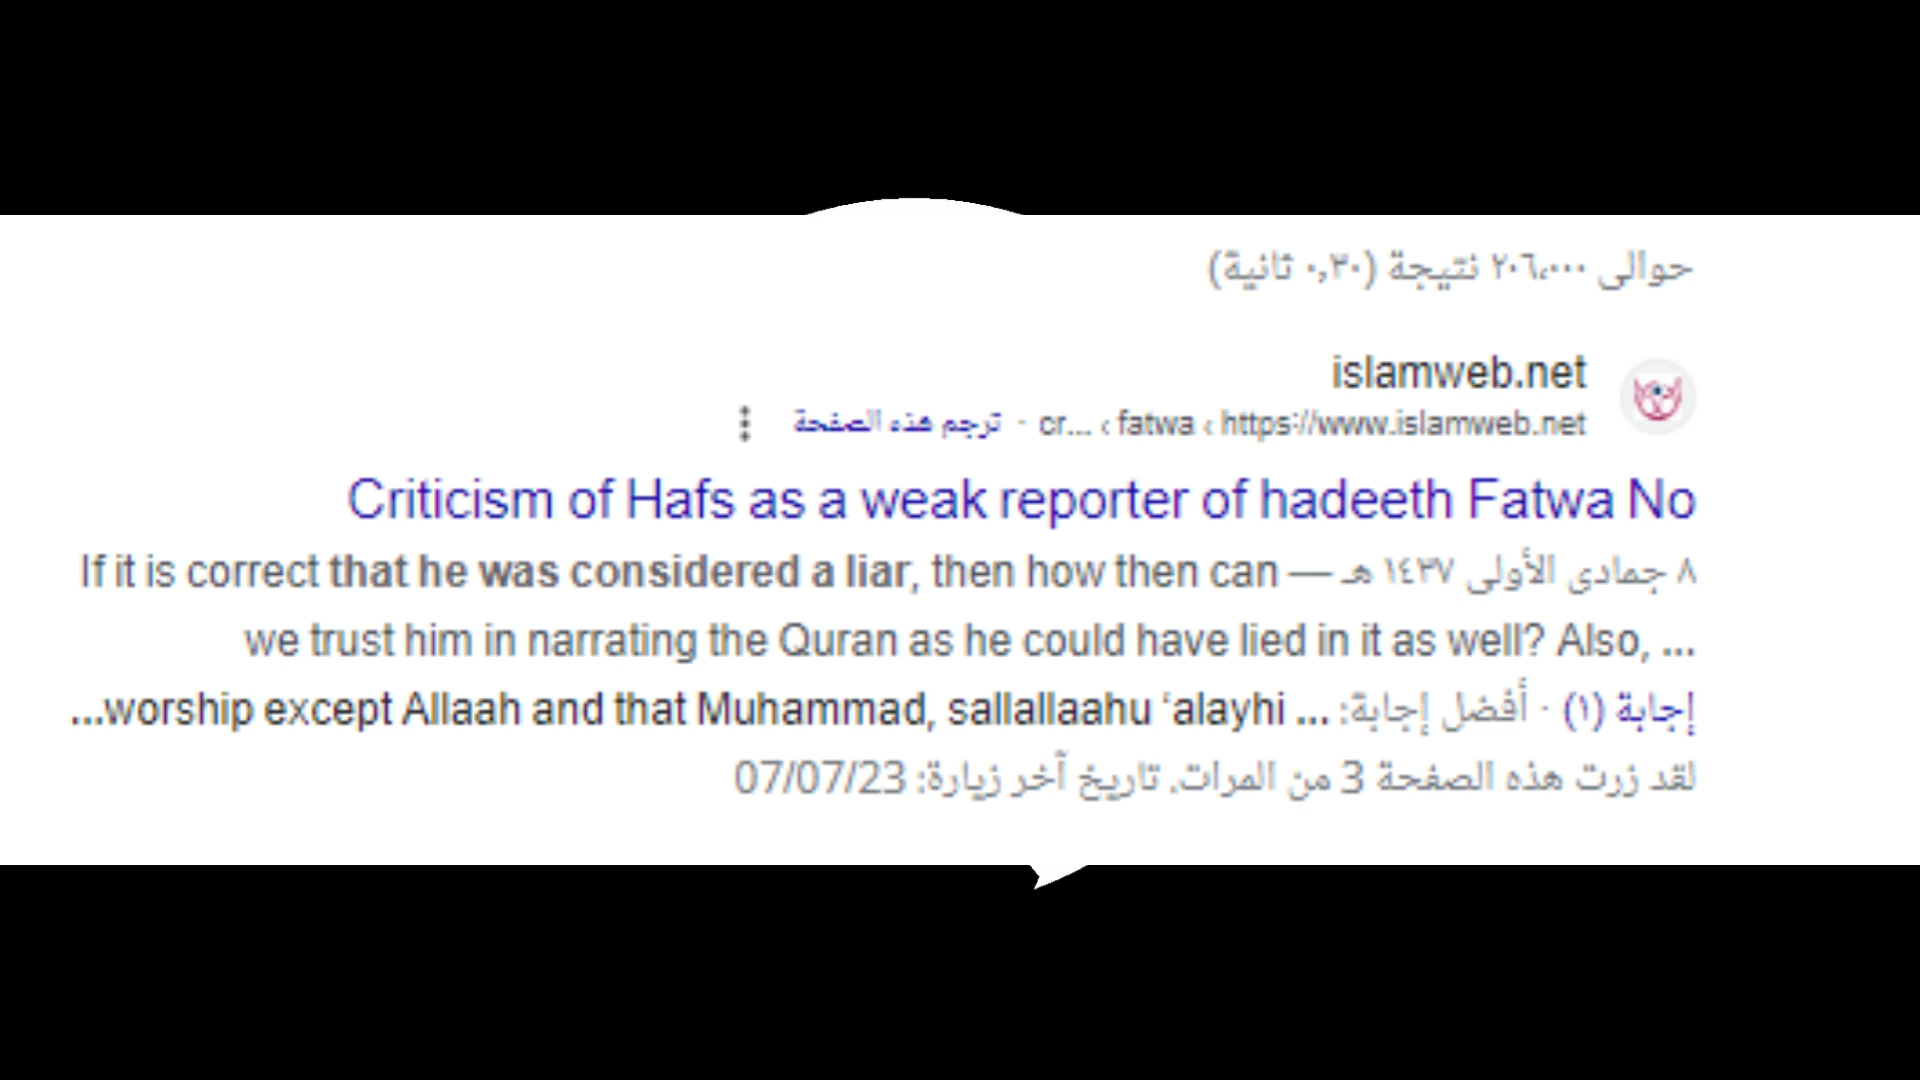 حوالى ٢٠٦،٠٠٠ نتيجة (٠,٣٠ ثانية)
islamweb.net
https://www.islamweb.net › fatwa › cr... · ترجم هذه الصفحة
Criticism of Hafs as a weak reporter of hadeeth Fatwa No
٨ جمادى الأولى ١٤٣٧ هـ — If it is correct that he was considered a liar, then how then can
we trust him in narrating the Quran as he could have lied in it as well? Also, ...
إجابة (١) · أفضل إجابة: ... worship except Allaah and that Muhammad, sallallaahu ‘alayhi...
لقد زرت هذه الصفحة 3 من المرات. تاريخ آخر زيارة: 07/07/23